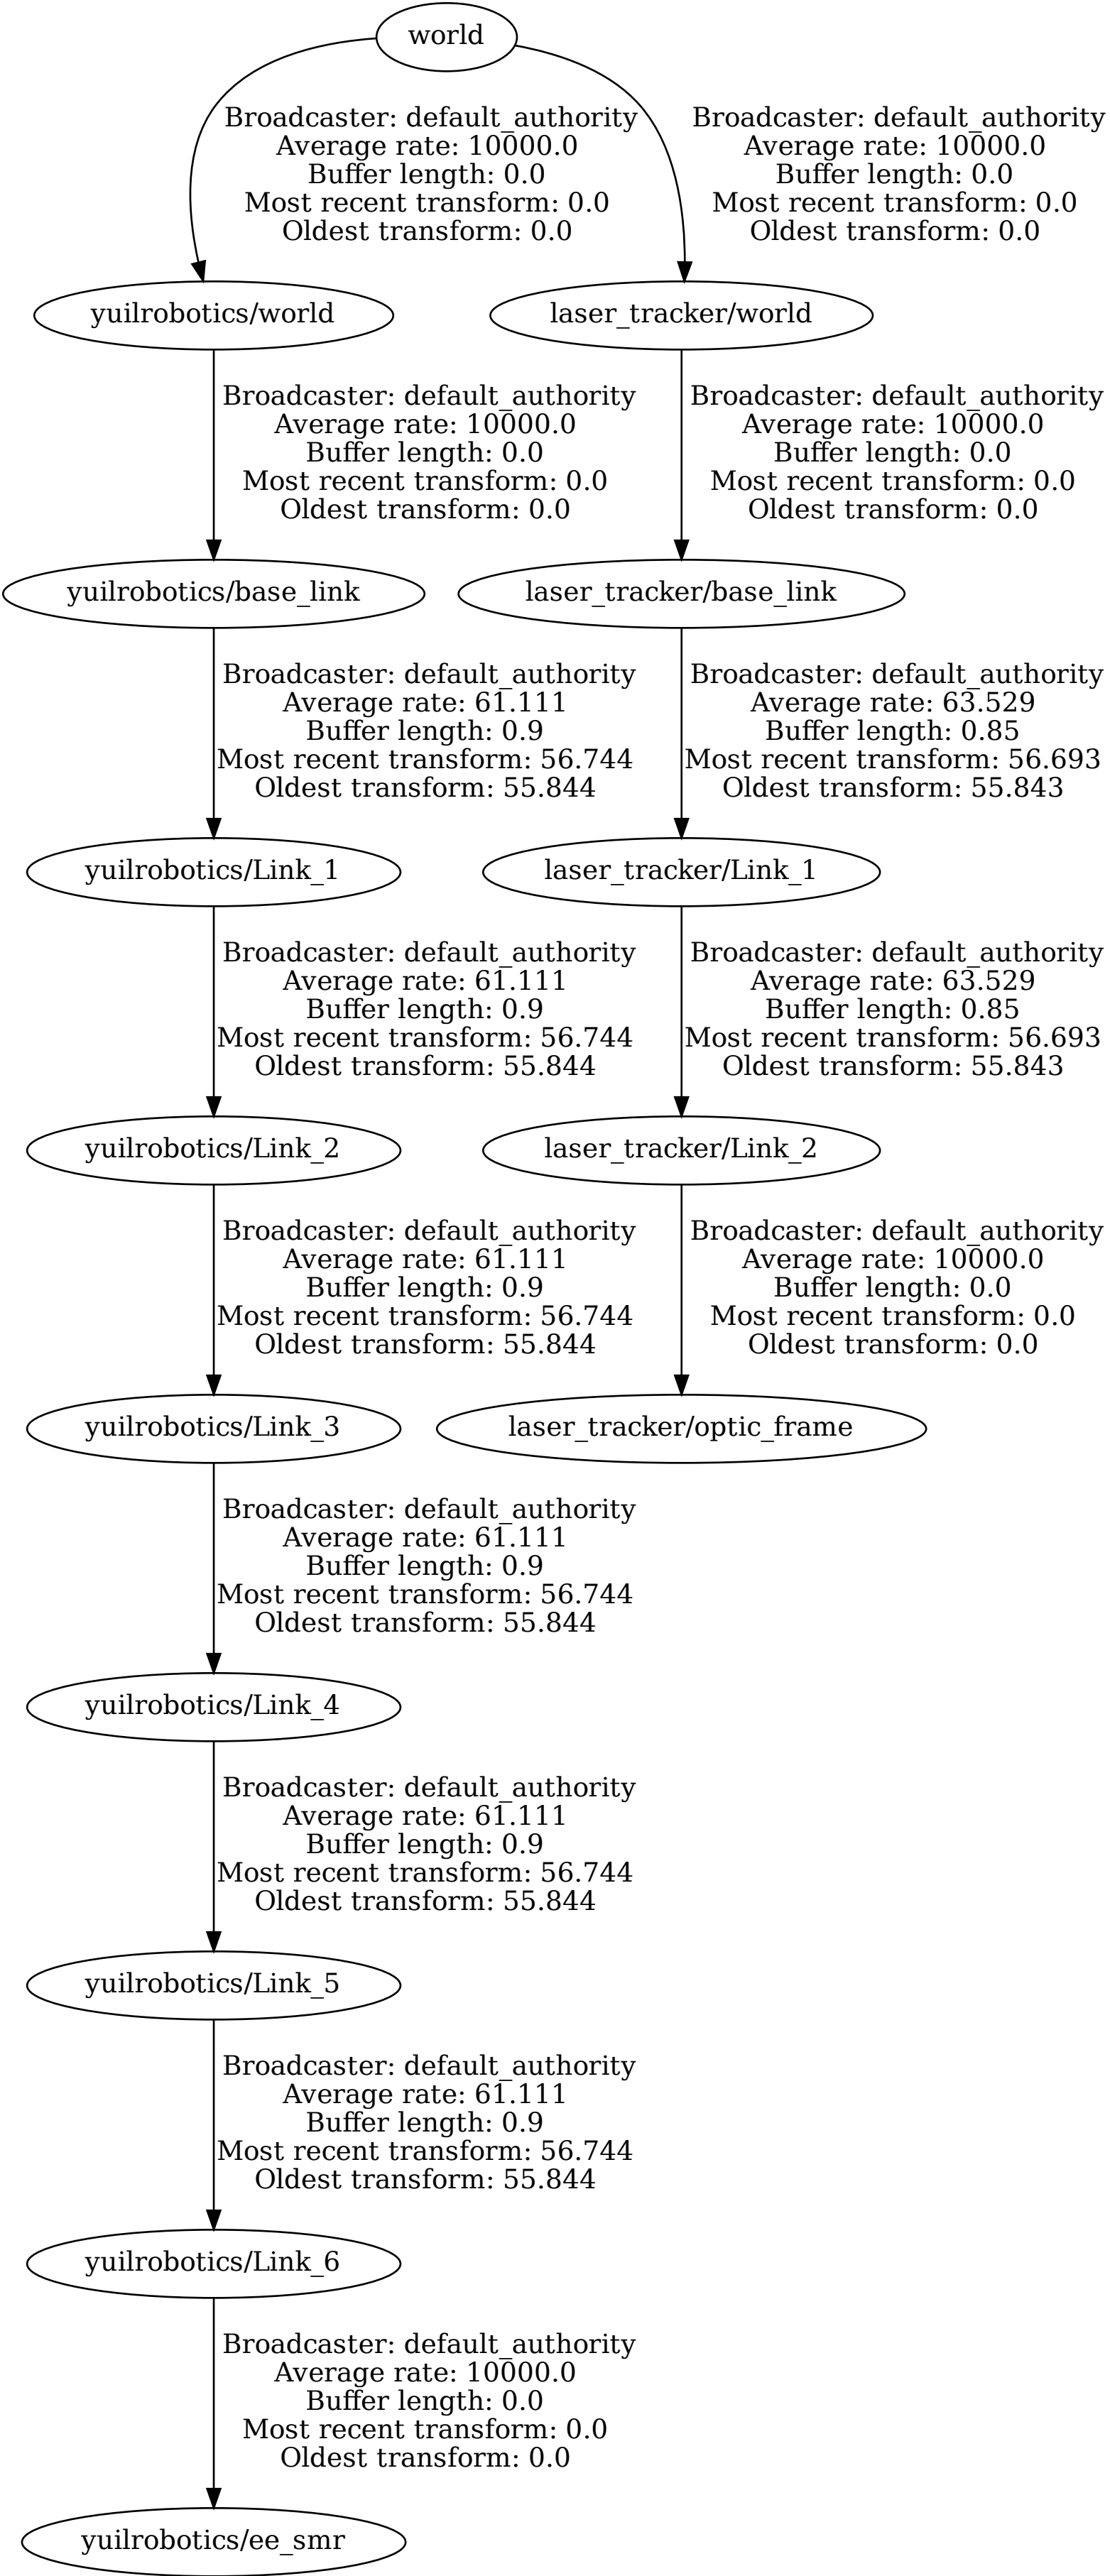 world
Broadcaster: default_authority
Average rate: 10000.0
Buffer length: 0.0
Most recent transform: 0.0
Oldest transform: 0.0
Broadcaster: default_authority
Average rate: 10000.0
Buffer length: 0.0
Most recent transform: 0.0
Oldest transform: 0.0
yuilrobotics/world
laser_tracker/world
Broadcaster: default_authority
Average rate: 10000.0
Buffer length: 0.0
Most recent transform: 0.0
Oldest transform: 0.0
Broadcaster: default_authority
Average rate: 10000.0
Buffer length: 0.0
Most recent transform: 0.0
Oldest transform: 0.0
yuilrobotics/base_link
laser_tracker/base_link
Broadcaster: default_authority
Average rate: 61.111
Buffer length: 0.9
Most recent transform: 56.744
Oldest transform: 55.844
Broadcaster: default_authority
Average rate: 63.529
Buffer length: 0.85
Most recent transform: 56.693
Oldest transform: 55.843
yuilrobotics/Link_1
laser_tracker/Link_1
Broadcaster: default_authority
Average rate: 61.111
Buffer length: 0.9
Most recent transform: 56.744
Oldest transform: 55.844
Broadcaster: default_authority
Average rate: 63.529
Buffer length: 0.85
Most recent transform: 56.693
Oldest transform: 55.843
yuilrobotics/Link_2
laser_tracker/Link_2
Broadcaster: default_authority
Average rate: 61.111
Buffer length: 0.9
Most recent transform: 56.744
Oldest transform: 55.844
Broadcaster: default_authority
Average rate: 10000.0
Buffer length: 0.0
Most recent transform: 0.0
Oldest transform: 0.0
yuilrobotics/Link_3
laser_tracker/optic_frame
Broadcaster: default_authority
Average rate: 61.111
Buffer length: 0.9
Most recent transform: 56.744
Oldest transform: 55.844
yuilrobotics/Link_4
Broadcaster: default_authority
Average rate: 61.111
Buffer length: 0.9
Most recent transform: 56.744
Oldest transform: 55.844
yuilrobotics/Link_5
Broadcaster: default_authority
Average rate: 61.111
Buffer length: 0.9
Most recent transform: 56.744
Oldest transform: 55.844
yuilrobotics/Link_6
Broadcaster: default_authority
Average rate: 10000.0
Buffer length: 0.0
Most recent transform: 0.0
Oldest transform: 0.0
yuilrobotics/ee_smr